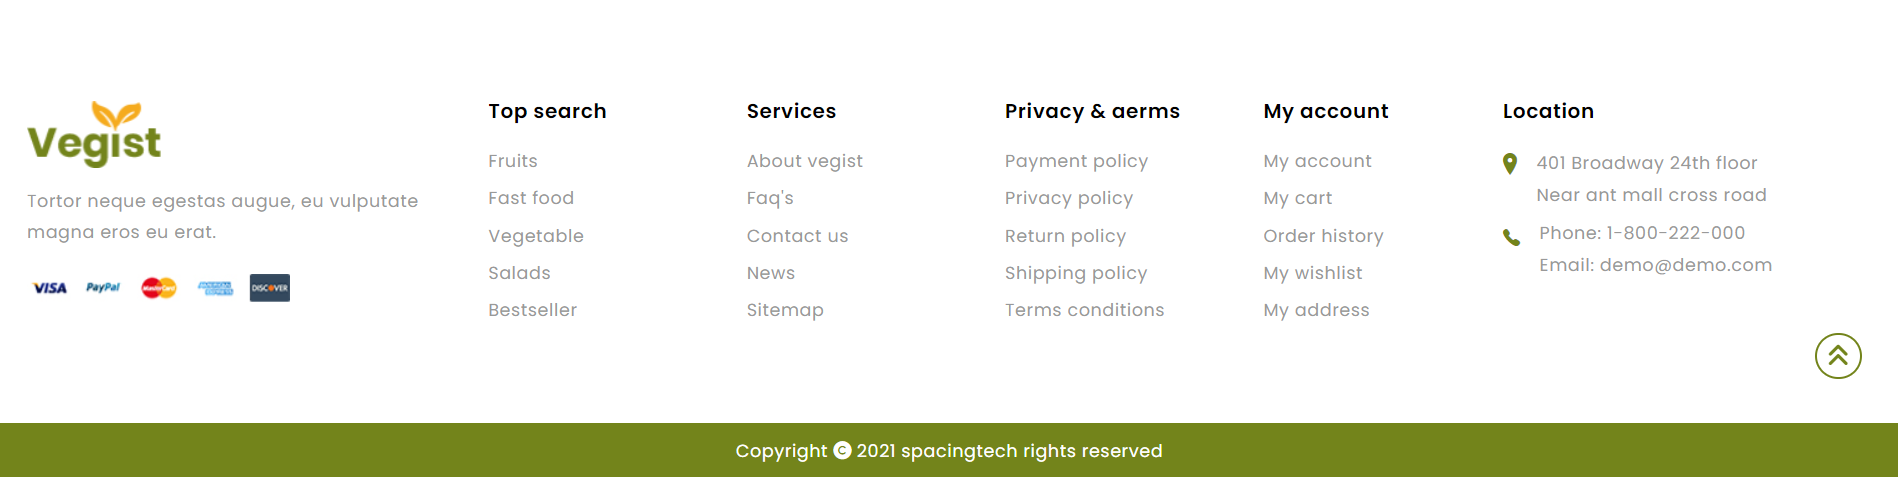 Vegist
Tortor neque egestas augue, eu vulputate
magna eros eu erat.
VISA PayPal MasterCard AMERICAN EXPRESS DISCOVER
Top search
Fruits
Fast food
Vegetable
Salads
Bestseller
Services
About vegist
Faq's
Contact us
News
Sitemap
Privacy & aerms
Payment policy
Privacy policy
Return policy
Shipping policy
Terms conditions
My account
My account
My cart
Order history
My wishlist
My address
Location
401 Broadway 24th floor
Near ant mall cross road
Phone: 1-800-222-000
Email: demo@demo.com
Copyright © 2021 spacingtech rights reserved